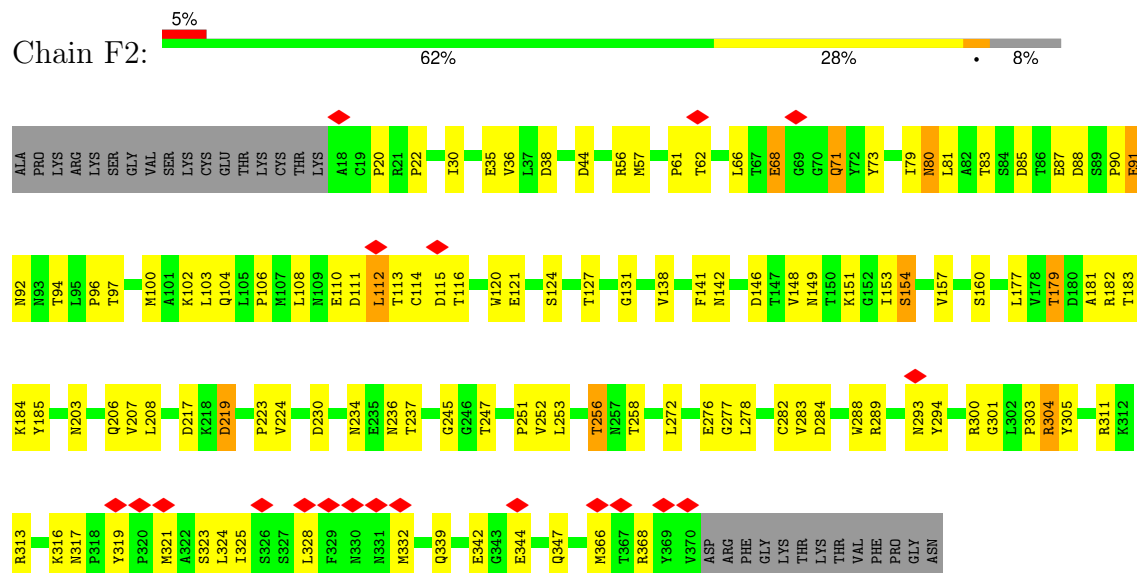 5%
Chain F2:
62% 28% • 8%
ALA PRO LYS ARG LYS SER GLY VAL SER LYS CYS GLU THR LYS CYS THR LYS A18 C19 P20 R21 P22 I30 E35 V36 L37 D38 D44 R56 M57 P61 T62 L66 T67 E68 G69 G70 Q71 Y72 Y73 I79 N80 L81 A82 T83 S84 D85 T86 E87 D88 S89 P90 E91
N92 N93 T94 L95 P96 T97 M100 A101 K102 L103 Q104 L105 P106 M107 L108 N109 E110 D111 L112 T113 C114 D115 T116 W120 E121 S124 T127 G131 V138 F141 N142 D146 T147 V148 N149 T150 K151 G152 I153 S154 V157 S160 L177 V178 T179 D180 A181 R182 T183
K184 Y185 N203 Q206 V207 L208 D217 K218 D219 P223 V224 D230 N234 E235 N236 T237 G245 G246 T247 P251 V252 L253 T256 N257 T258 L272 E276 G277 L278 C282 V283 D284 W288 R289 N293 Y294 R300 G301 L302 P303 R304 Y305 R311 K312
R313 K316 N317 P318 Y319 P320 M321 A322 S323 L324 I325 S326 S327 L328 F329 N330 N331 M332 Q339 E342 G343 E344 Q347 M366 T367 R368 Y369 V370 ASP ARG PHE GLY LYS THR LYS THR VAL PHE PRO GLY ASN